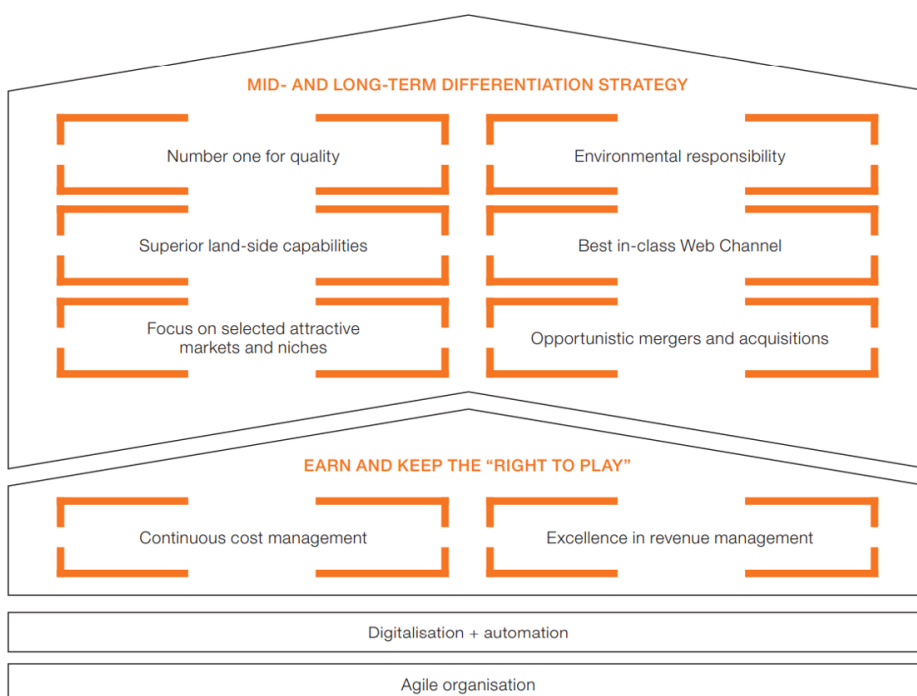 MID- AND LONG-TERM DIFFERENTIATION STRATEGY
Number one for quality
Environmental responsibility
Superior land-side capabilities
Best in-class Web Channel
Focus on selected attractive
markets and niches
Opportunistic mergers and acquisitions
EARN AND KEEP THE “RIGHT TO PLAY”
Continuous cost management
Excellence in revenue management
Digitalisation + automation
Agile organisation